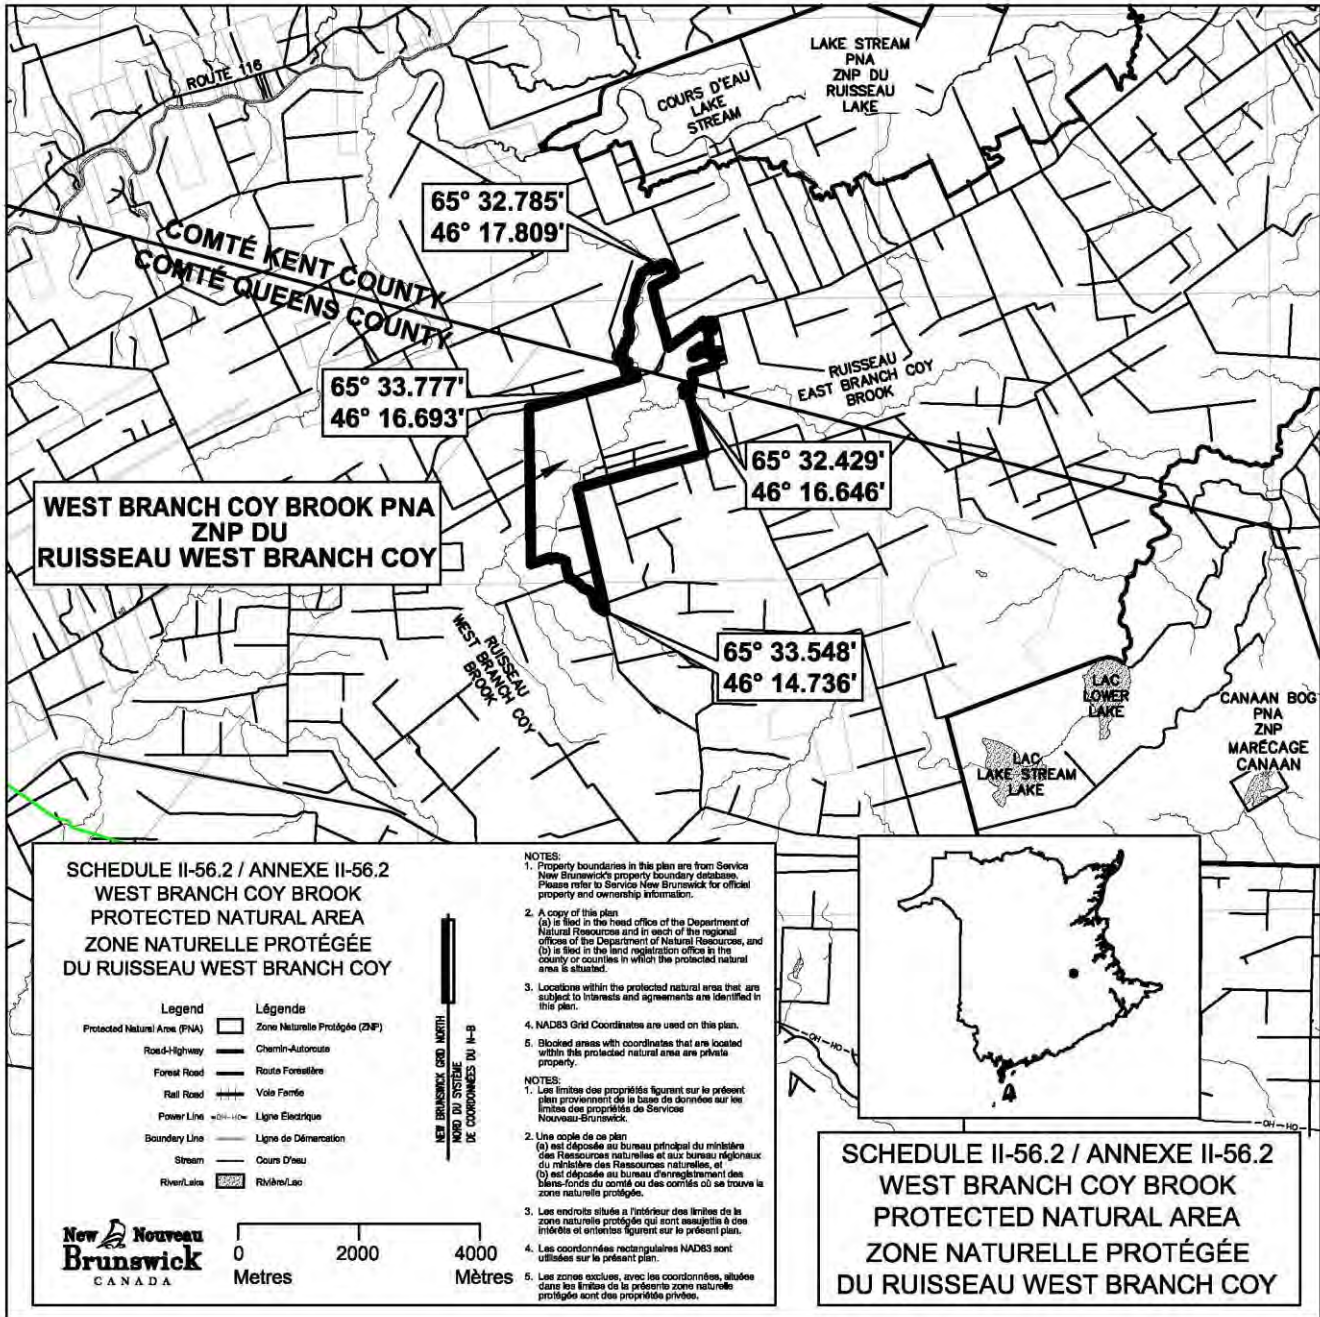 ROUTE 116
LAKE STREAM
PNA
ZNP DU
RUISSEAU
LAKE
COURS D'EAU
LAKE
STREAM
65° 32.785'
46° 17.809'
COMTÉ KENT COUNTY
COMTÉ QUEENS COUNTY
65° 33.777'
46° 16.693'
RUISSEAU
EAST BRANCH COY
BROOK
65° 32.429'
46° 16.646'
WEST BRANCH COY BROOK PNA
ZNP DU
RUISSEAU WEST BRANCH COY
RUISSEAU
WEST BRANCH COY
BROOK
65° 33.548'
46° 14.736'
LAC
LOWER
LAKE
LAC
LAKE STREAM
LAKE
CANAAN BOG
PNA
ZNP
MARÉCAGE
CANAAN
SCHEDULE II-56.2 / ANNEXE II-56.2
WEST BRANCH COY BROOK
PROTECTED NATURAL AREA
ZONE NATURELLE PROTÉGÉE
DU RUISSEAU WEST BRANCH COY
Legend Légende
Protected Natural Area (PNA) Zone Naturelle Protégée (ZNP)
Road-Highway Chemin-Autoroute
Forest Road Route Forestière
Rail Road Voie Ferrée
Power Line OH-HO Ligne Électrique
Boundary Line Ligne de Démarcation
Stream Cours D'eau
River/Lake Rivière/Lac
NEW BRUNSWICK GRID NORTH
NORD DU SYSTÈME
DE COORDONNÉES DU N-B
New Nouveau
Brunswick
CANADA
0 2000 4000
Metres Mètres
NOTES:
1. Property boundaries in this plan are from Service
New Brunswick's property boundary database.
Please refer to Service New Brunswick for official
property and ownership information.
2. A copy of this plan
(a) is filed in the head office of the Department of
Natural Resources and in each of the regional
offices of the Department of Natural Resources, and
(b) is filed in the land registration office in the
county or counties in which the protected natural
area is situated.
3. Locations within the protected natural area that are
subject to interests and agreements are identified in
this plan.
4. NAD83 Grid Coordinates are used on this plan.
5. Blocked areas with coordinates that are located
within this protected natural area are private
property.
NOTES:
1. Les limites des propriétés figurant sur le présent
plan proviennent de la base de données sur les
limites des propriétés de Services
Nouveau-Brunswick.
2. Une copie de ce plan
(a) est déposée au bureau principal du ministère
des Ressources naturelles et aux bureau régionaux
du ministère des Ressources naturelles, et
(b) est déposée au bureau d'enregistrement des
biens-fonds du comté ou des comtés où se trouve la
zone naturelle protégée.
3. Les endroits situés a l'intérieur des limites de la
zone naturelle protégée qui sont assujettis à des
intérêts et ententes figurent sur le présent plan.
4. Les coordonnées rectangulaires NAD83 sont
utilisées sur le présent plan.
5. Les zones exclues, avec les coordonnées, situées
dans les limites de la présente zone naturelle
protégée sont des propriétés privées.
OH-HO
OH-HO
SCHEDULE II-56.2 / ANNEXE II-56.2
WEST BRANCH COY BROOK
PROTECTED NATURAL AREA
ZONE NATURELLE PROTÉGÉE
DU RUISSEAU WEST BRANCH COY